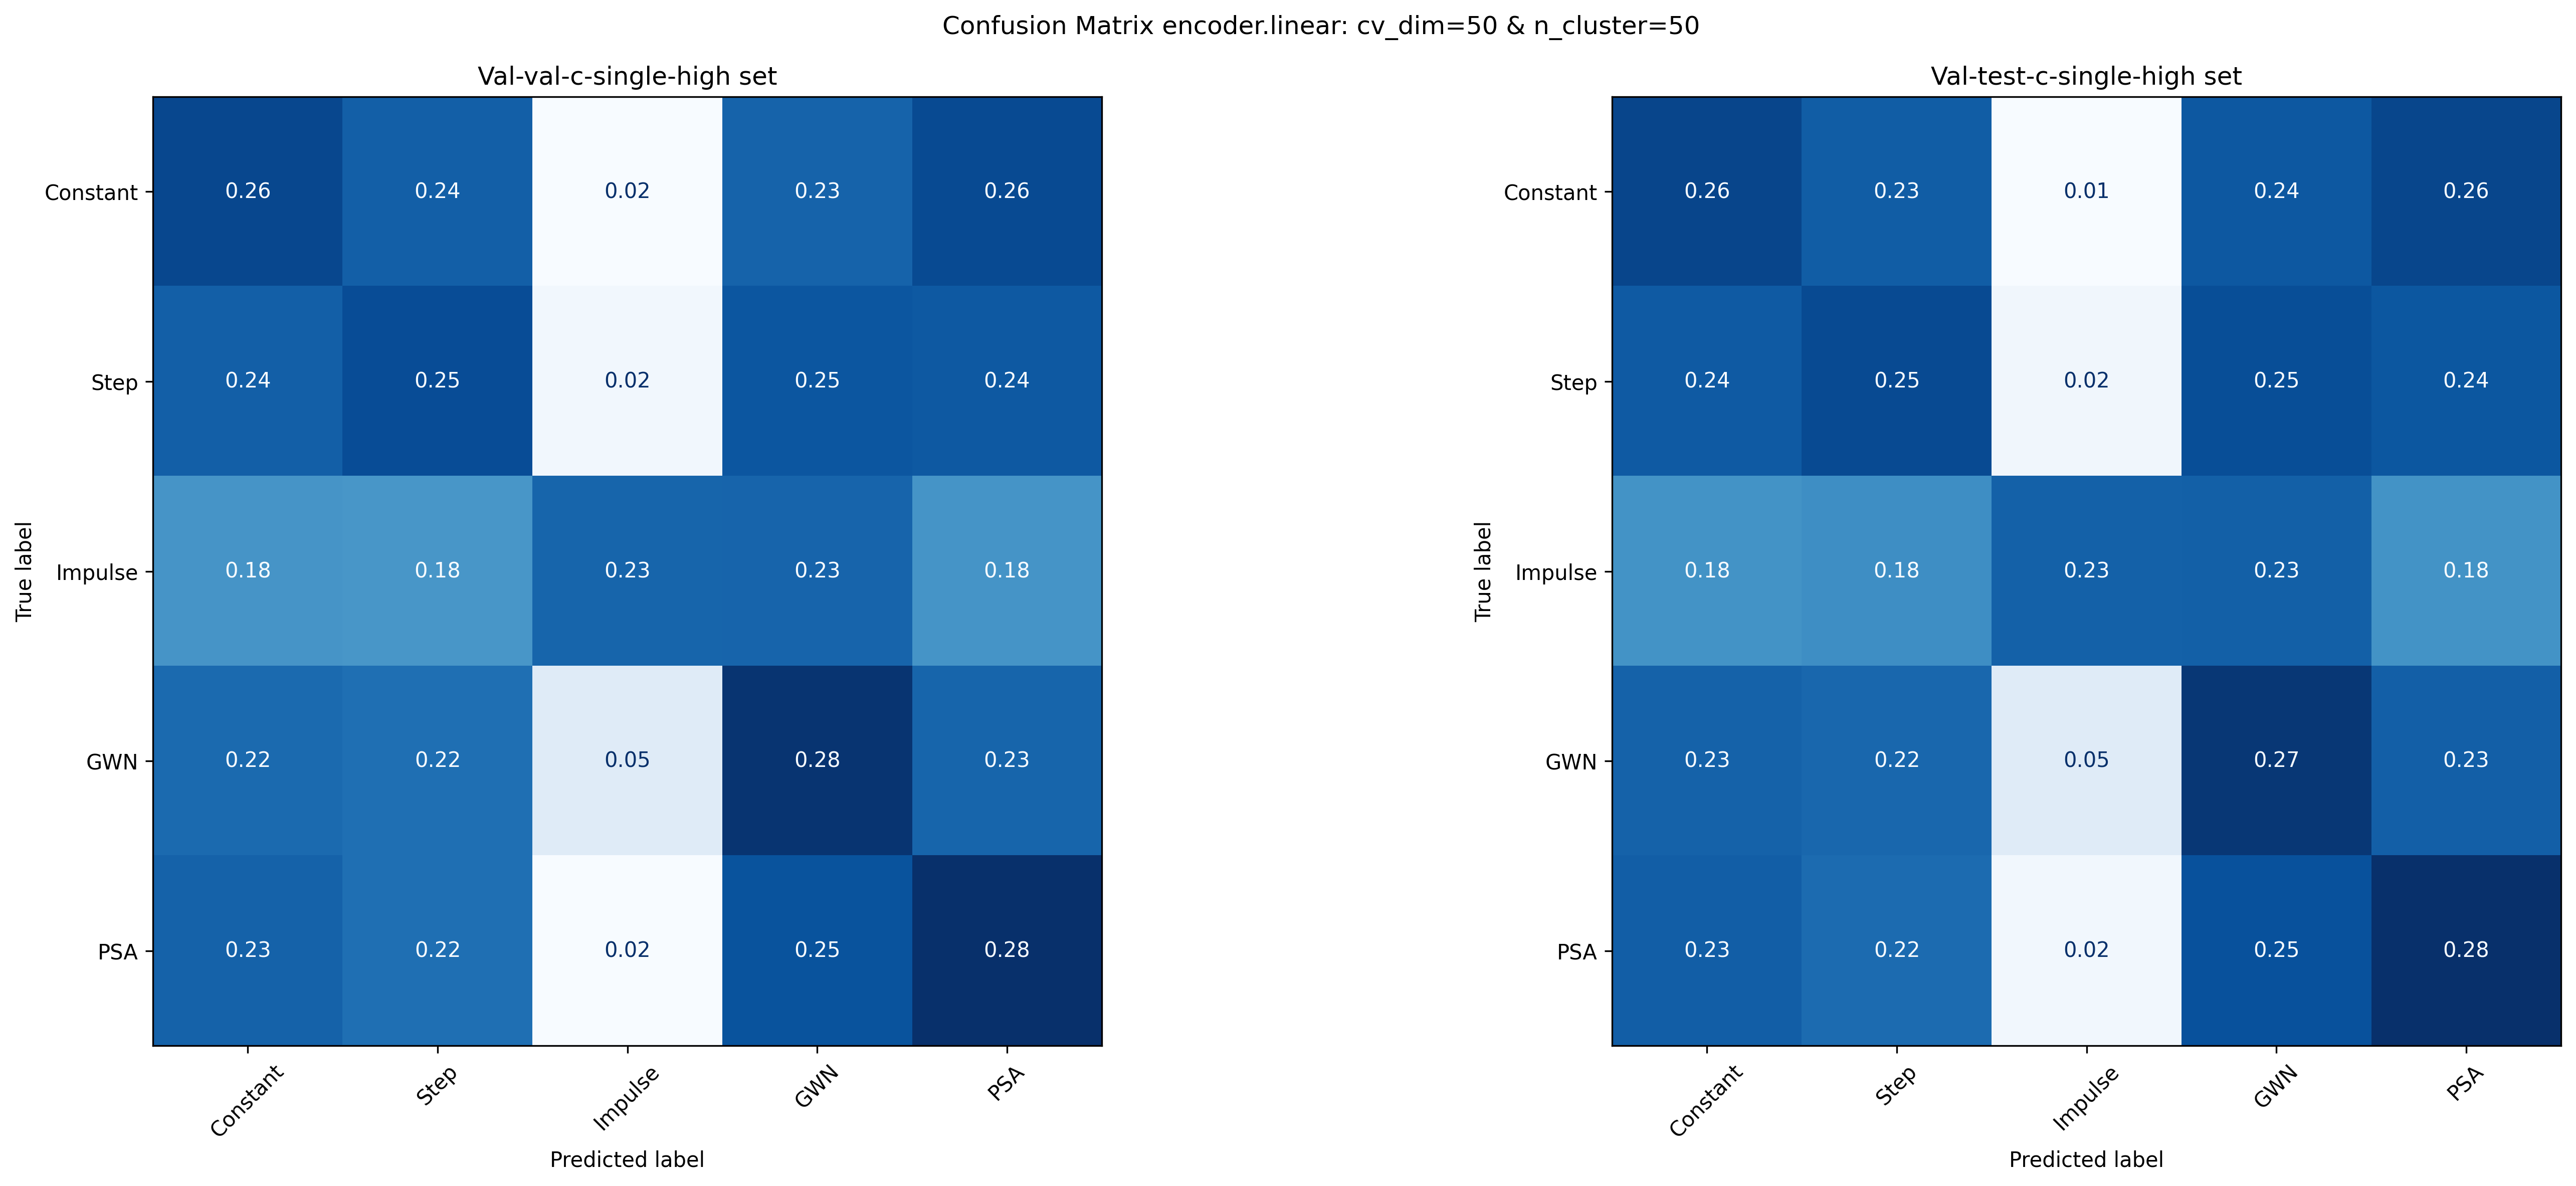 Confusion Matrix encoder.linear: cv_dim=50 & n_cluster=50
Val-val-c-single-high set
True label
Constant 0.26 0.24 0.02 0.23 0.26
Step 0.24 0.25 0.02 0.25 0.24
Impulse 0.18 0.18 0.23 0.23 0.18
GWN 0.22 0.22 0.05 0.28 0.23
PSA 0.23 0.22 0.02 0.25 0.28
Constant Step Impulse GWN PSA
Predicted label
Val-test-c-single-high set
True label
Constant 0.26 0.23 0.01 0.24 0.26
Step 0.24 0.25 0.02 0.25 0.24
Impulse 0.18 0.18 0.23 0.23 0.18
GWN 0.23 0.22 0.05 0.27 0.23
PSA 0.23 0.22 0.02 0.25 0.28
Constant Step Impulse GWN PSA
Predicted label